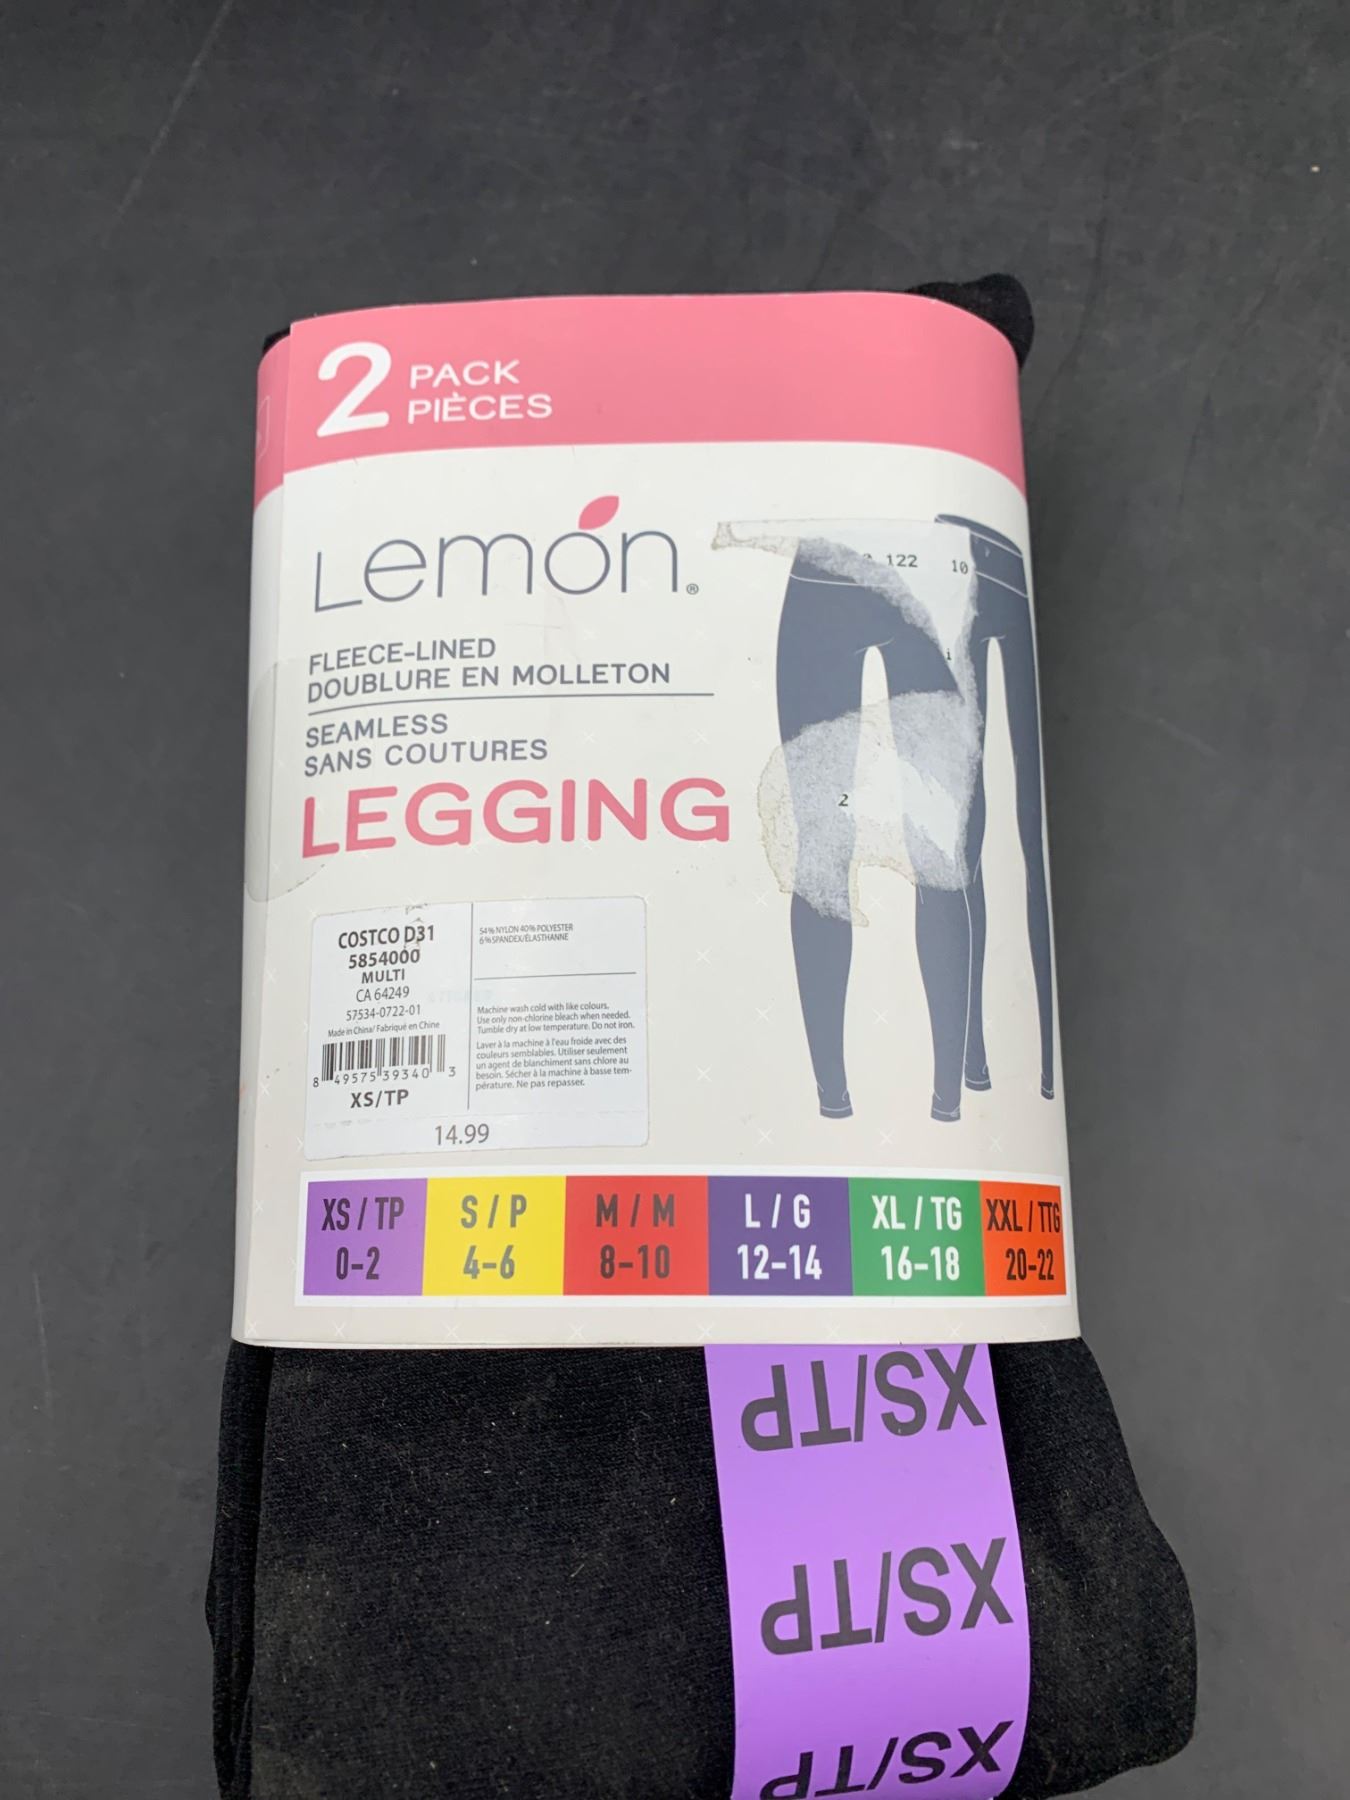 2 PACK
PIÈCES
Lemón®
FLEECE-LINED
DOUBLURE EN MOLLETON
SEAMLESS
SANS COUTURES
LEGGING
122 10
i
2
COSTCO D31
5854000
MULTI
CA 64249
57534-0722-01
Made in China/ Fabriqué en Chine
8 49575 39340 3
XS/TP
54% NYLON 40% POLYESTER
6% SPANDEX/ÉLASTHANNE
Machine wash cold with like colours.
Use only non-chlorine bleach when needed.
Tumble dry at low temperature. Do not iron.
Laver à la machine à l'eau froide avec des
couleurs semblables. Utiliser seulement
un agent de blanchiment sans chlore au
besoin. Sécher à la machine à basse tem-
pérature. Ne pas repasser.
14.99
XS / TP
0-2
S / P
4-6
M / M
8-10
L / G
12-14
XL / TG
16-18
XXL / TTG
20-22
XS/TP
XS/TP
XS/TP